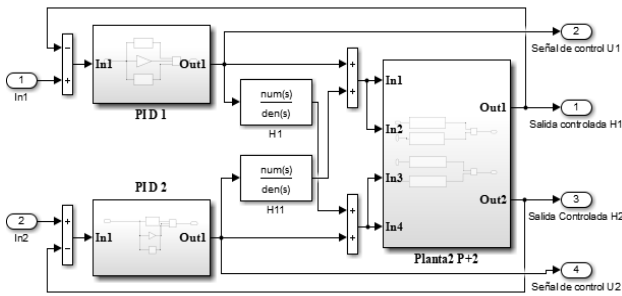 2
Señal de control U1
1
In1
In1
Out1
PID 1
num(s)
den(s)
H1
In1
In2
In3
In4
Out1
Out2
Planta2 P+2
1
Salida controlada H1
num(s)
den(s)
H11
PID 2
2
In2
In1
Out1
3
Salida Controlada H2
4
Señal de control U2